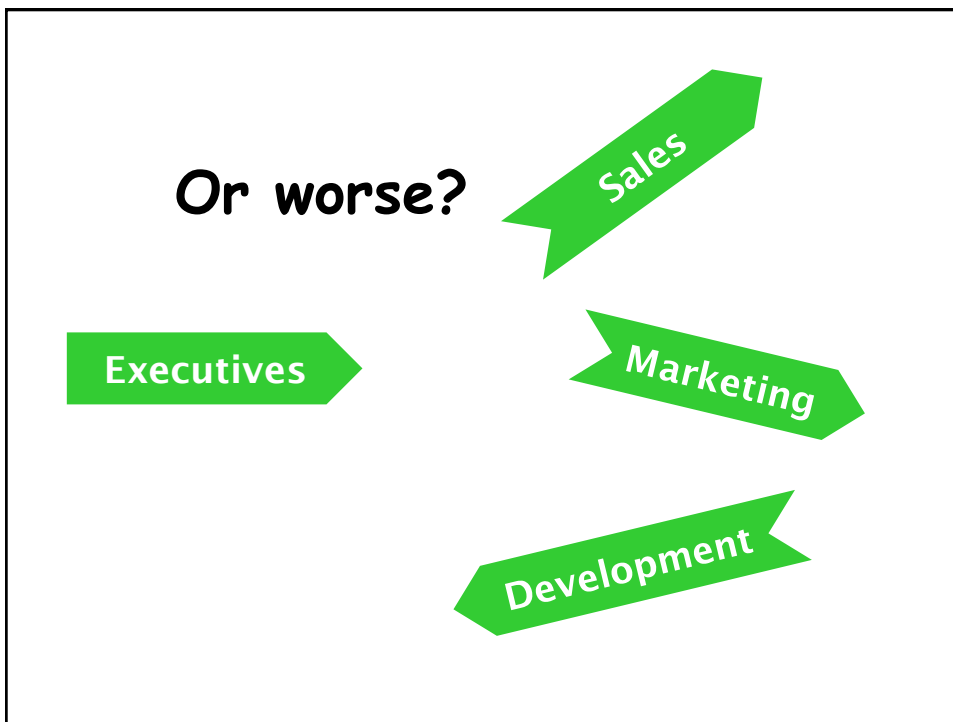 Or worse?
Sales
Executives
Marketing
Development